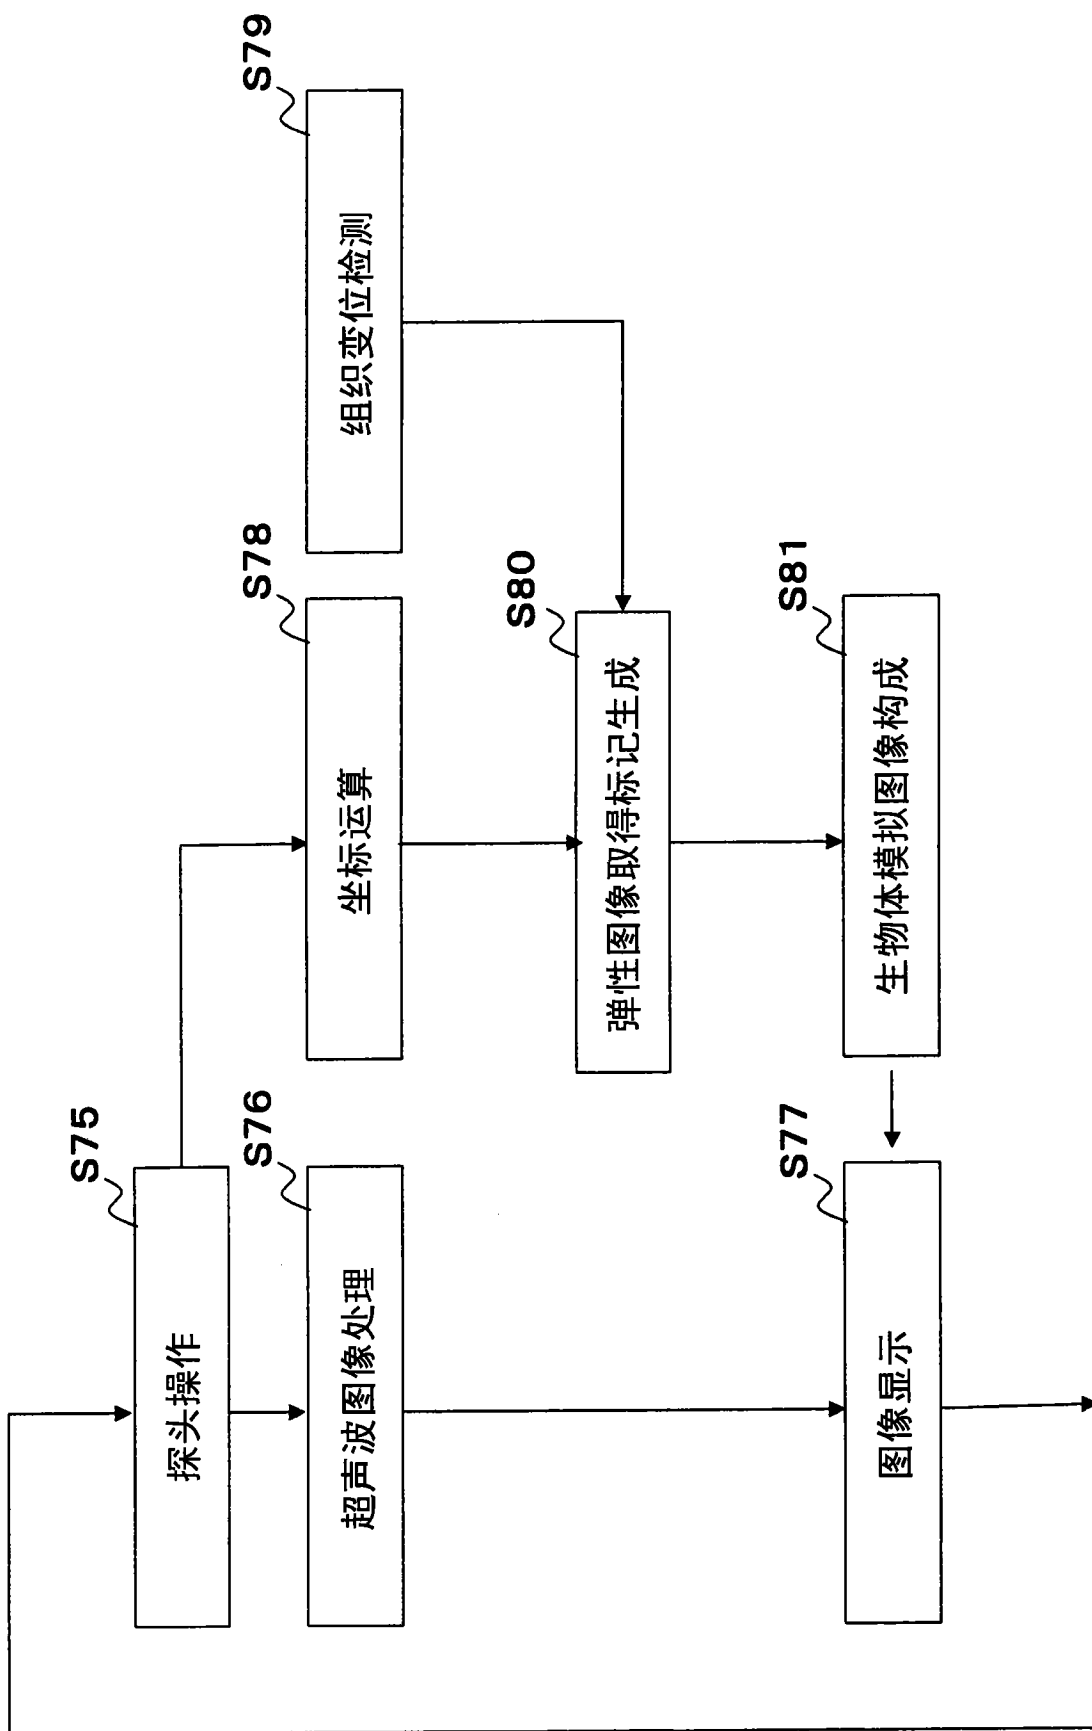 S75
探头操作
S76
超声波图像处理
S78
坐标运算
S79
组织变位检测
S80
弹性图像取得标记生成
S81
生物体模拟图像构成
S77
图像显示